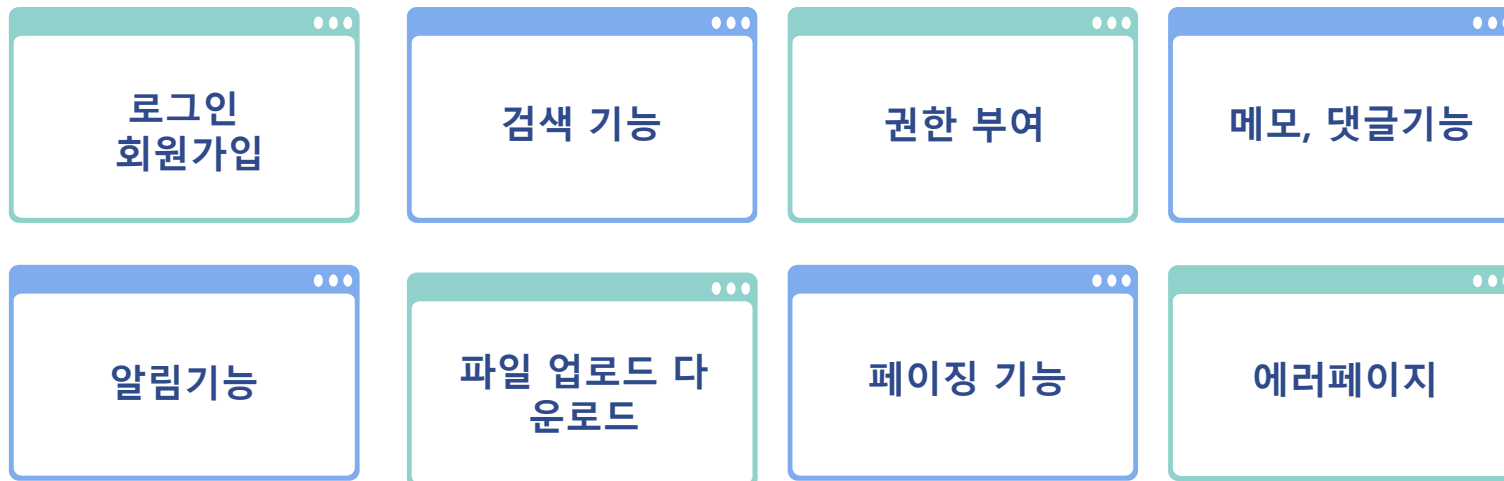 로그인
회원가입
검색 기능
권한 부여
메모, 댓글기능
알림기능
파일 업로드 다
운로드
페이징 기능
에러페이지